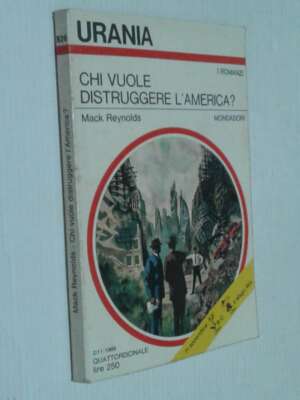 URANIA
I ROMANZI
CHI VUOLE
DISTRUGGERE L'AMERICA?
Mack Reynolds
MONDADORI
QUATTORDICINALE
lire 250
Mack Reynolds - Chi vuole distruggere l'America?